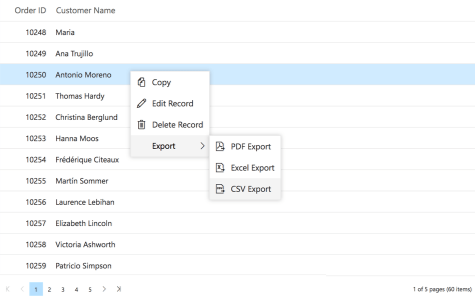 Order ID Customer Name
10248 Maria
10249 Ana Trujillo
10250 Antonio Moreno
Copy
10251 Thomas Hardy
Edit Record
10252 Christina Berglund
Delete Record
10253 Hanna Moos
Export
PDF Export
10254 Frédérique Citeaux
Excel Export
10255 Martin Sommer
CSV Export
10256 Laurence Lebihan
10257 Elizabeth Lincoln
10258 Victoria Ashworth
10259 Patricio Simpson
1 2 3 4 5
1 of 5 pages (60 items)